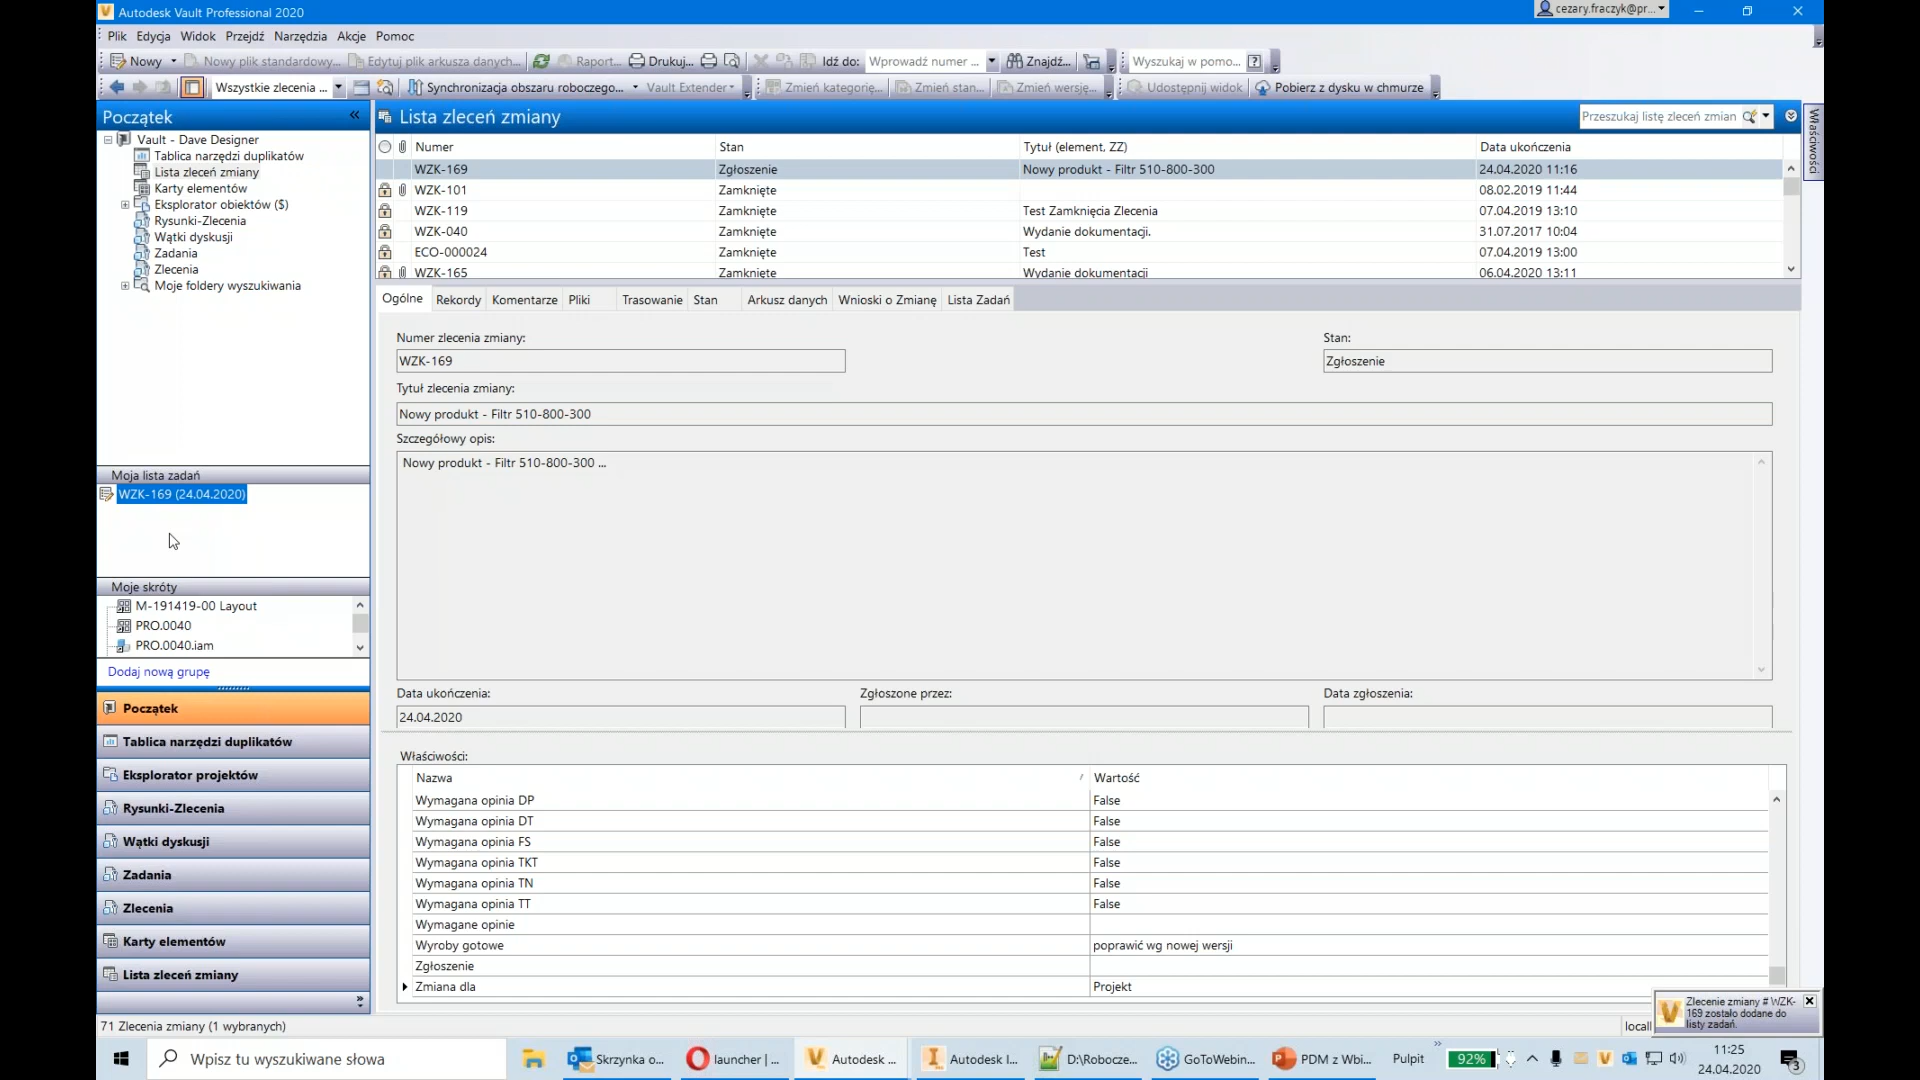 Autodesk Vault Professional 2020
cezary.fraczyk@pr...
Plik Edycja Widok Przejdź Narzędzia Akcje Pomoc
Nowy Nowy plik standardowy... Edytuj plik arkusza danych... Raport... Drukuj... Idź do: Wprowadź numer ... Znajdź... Wyszukaj w pomo...
Wszystkie zlecenia ... Synchronizacja obszaru roboczego... Vault Extender Zmień kategorię... Zmień stan... Zmień wersję... Udostępnij widok Pobierz z dysku w chmurze
Początek
Vault - Dave Designer
Tablica narzędzi duplikatów
Lista zleceń zmiany
Karty elementów
Eksplorator obiektów ($)
Rysunki-Zlecenia
Wątki dyskusji
Zadania
Zlecenia
Moje foldery wyszukiwania
Moja lista zadań
WZK-169 (24.04.2020)
Moje skróty
M-191419-00 Layout
PRO.0040
PRO.0040.iam
Dodaj nową grupę
Początek
Tablica narzędzi duplikatów
Eksplorator projektów
Rysunki-Zlecenia
Wątki dyskusji
Zadania
Zlecenia
Karty elementów
Lista zleceń zmiany
Lista zleceń zmiany
Przeszukaj listę zleceń zmian
Właściwości
Numer Stan Tytuł (element, ZZ) Data ukończenia
WZK-169 Zgłoszenie Nowy produkt - Filtr 510-800-300 24.04.2020 11:16
WZK-101 Zamknięte 08.02.2019 11:44
WZK-119 Zamknięte Test Zamknięcia Zlecenia 07.04.2019 13:10
WZK-040 Zamknięte Wydanie dokumentacji. 31.07.2017 10:04
ECO-000024 Zamknięte Test 07.04.2019 13:00
WZK-165 Zamknięte Wydanie dokumentacji 06.04.2020 13:11
Ogólne Rekordy Komentarze Pliki Trasowanie Stan Arkusz danych Wnioski o Zmianę Lista Zadań
Numer zlecenia zmiany: Stan:
WZK-169 Zgłoszenie
Tytuł zlecenia zmiany:
Nowy produkt - Filtr 510-800-300
Szczegółowy opis:
Nowy produkt - Filtr 510-800-300 ...
Data ukończenia: Zgłoszone przez: Data zgłoszenia:
24.04.2020
Właściwości:
Nazwa Wartość
Wymagana opinia DP False
Wymagana opinia DT False
Wymagana opinia FS False
Wymagana opinia TKT False
Wymagana opinia TN False
Wymagana opinia TT False
Wymagane opinie
Wyroby gotowe poprawić wg nowej wersji
Zgłoszenie
Zmiana dla Projekt
Zlecenie zmiany # WZK-
169 zostało dodane do
listy zadań.
71 Zlecenia zmiany (1 wybranych) locall
Wpisz tu wyszukiwane słowa Skrzynka o... launcher | ... Autodesk ... Autodesk I... D:\Robocze... GoToWebin... PDM z Wbi... Pulpit 92% 11:25
24.04.2020
3